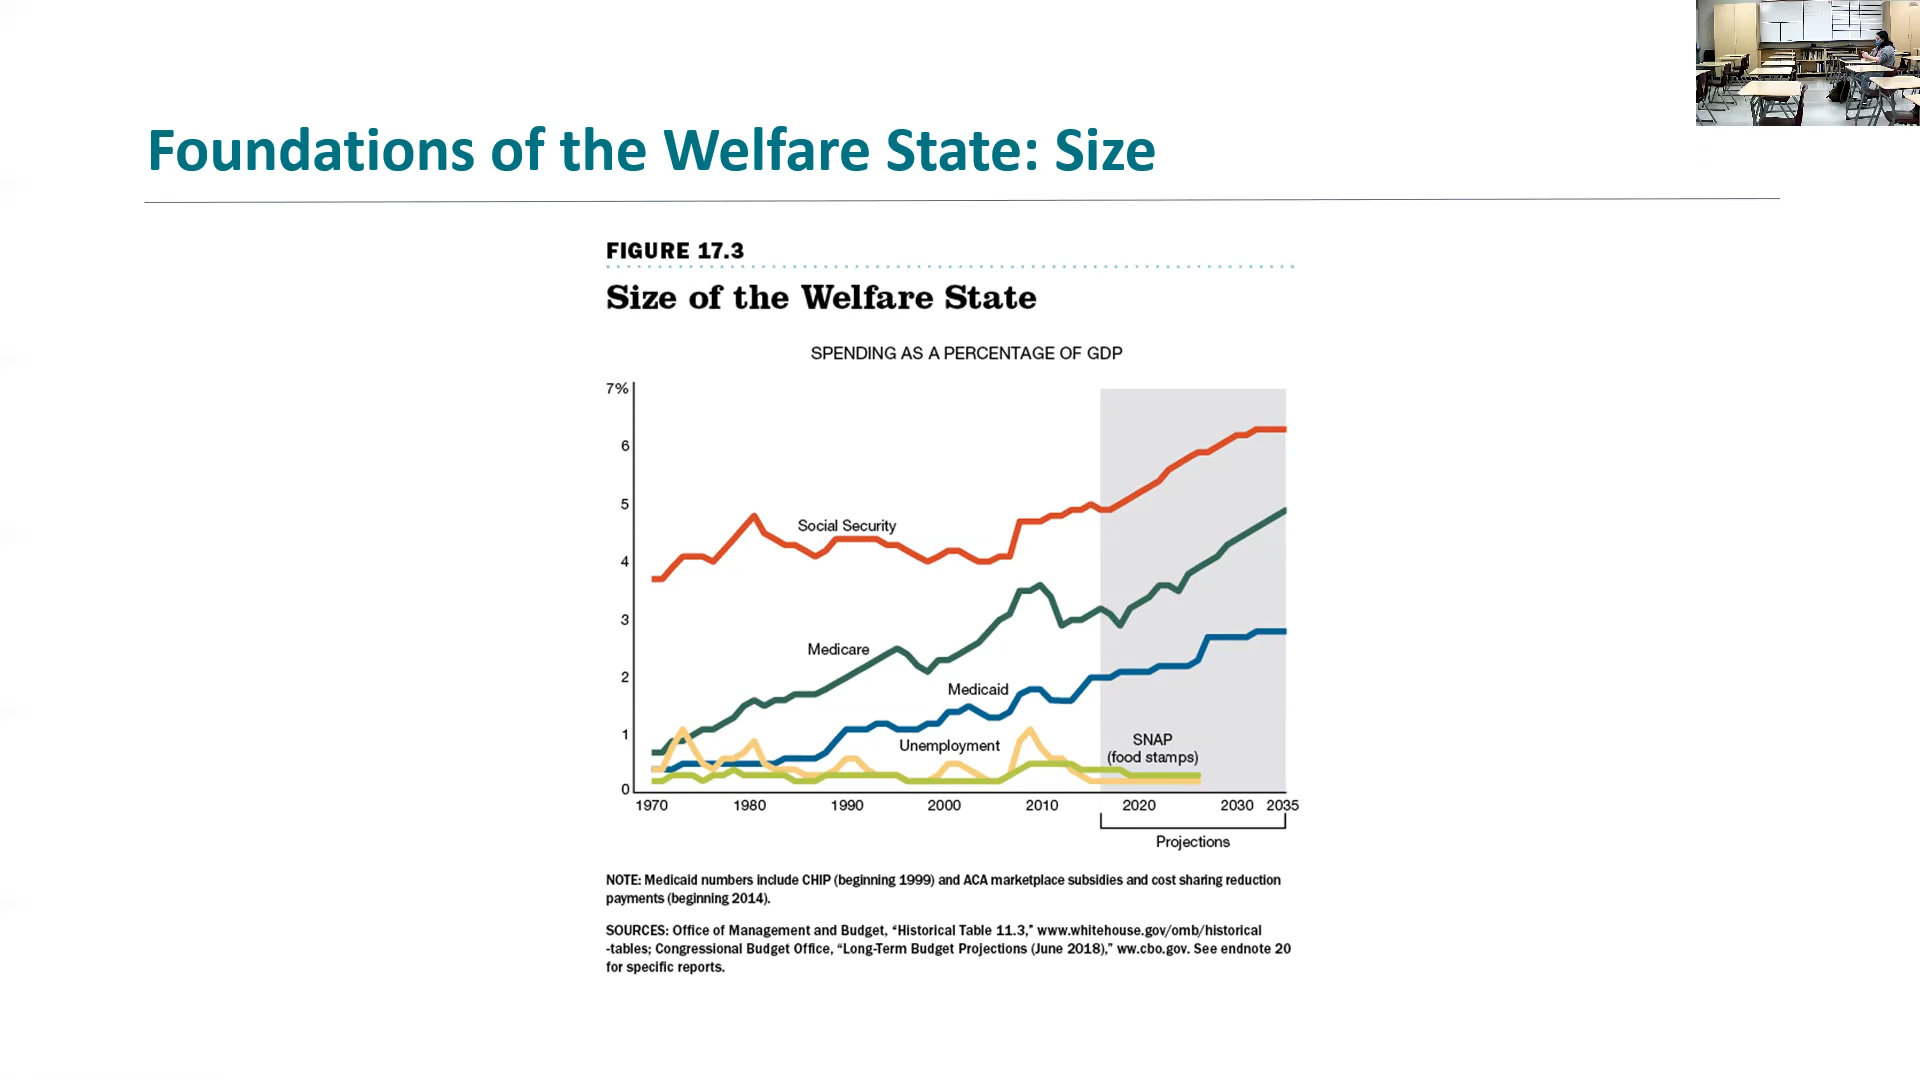 Foundations of the Welfare State: Size
FIGURE 17.3
Size of the Welfare State
SPENDING AS A PERCENTAGE OF GDP
7%
6
5
4
3
2
1
0
Social Security
Medicare
Medicaid
Unemployment
SNAP
(food stamps)
1970 1980 1990 2000 2010 2020 2030 2035
Projections
NOTE: Medicaid numbers include CHIP (beginning 1999) and ACA marketplace subsidies and cost sharing reduction
payments (beginning 2014).
SOURCES: Office of Management and Budget, “Historical Table 11.3,” www.whitehouse.gov/omb/historical
-tables; Congressional Budget Office, “Long-Term Budget Projections (June 2018),” ww.cbo.gov. See endnote 20
for specific reports.